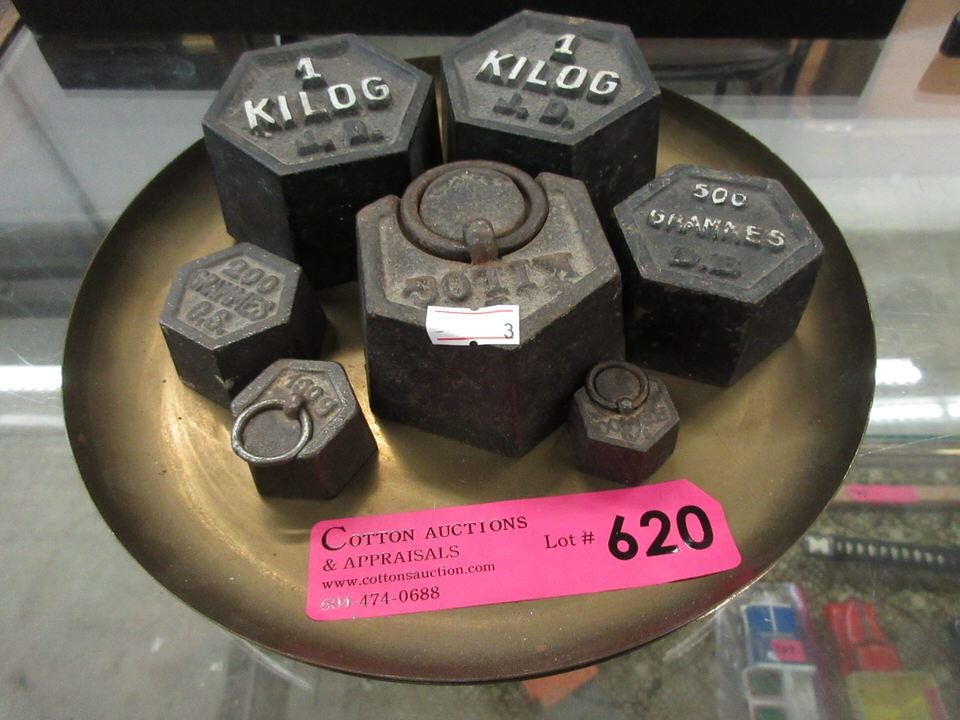 1
KILOG
J. D.
1
KILOG
J. D.
500
GRAMMES
200
GRAMMES
C.S.
3
COTTON AUCTIONS
& APPRAISALS
www.cottonsauction.com
604-474-0688
Lot # 620